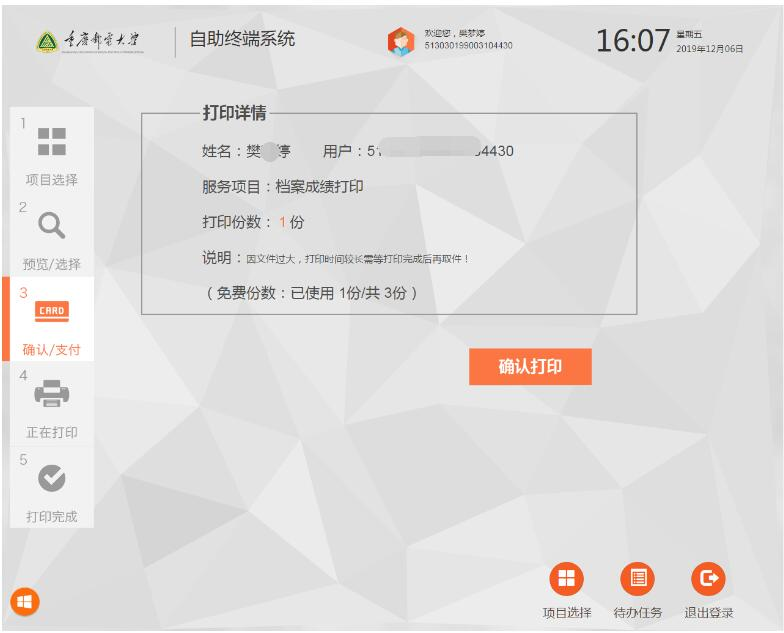 重庆邮电大学
自助终端系统
欢迎您，樊梦婷
513030199003104430
16:07
星期五
2019年12月06日
1
项目选择
2
预览/选择
3
CARD
确认/支付
4
正在打印
5
打印完成
打印详情
姓名：樊 婷 用户：51 04430
服务项目：档案成绩打印
打印份数：1 份
说明：因文件过大，打印时间较长需等打印完成后再取件！
（ 免费份数：已使用 1份/共 3份 ）
确认打印
项目选择 待办任务 退出登录